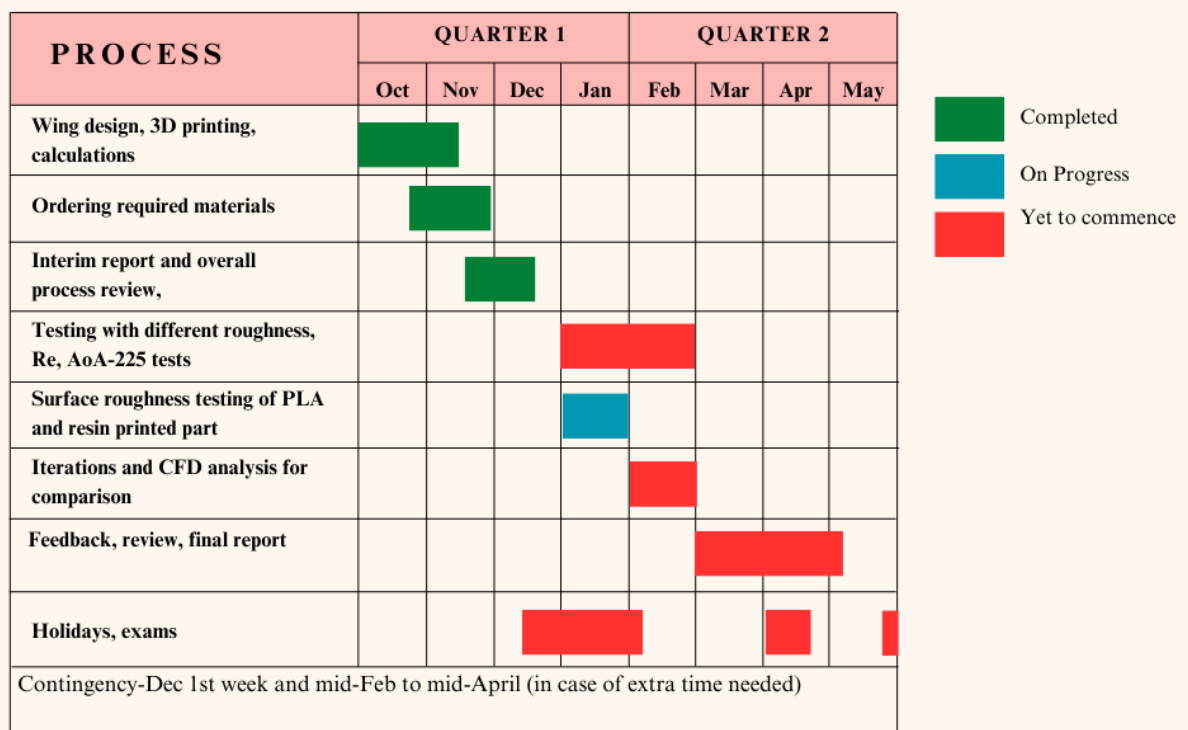 PROCESS
QUARTER 1
QUARTER 2
Oct
Nov
Dec
Jan
Feb
Mar
Apr
May
Wing design, 3D printing,
calculations
Ordering required materials
Interim report and overall
process review,
Testing with different roughness,
Re, AoA-225 tests
Surface roughness testing of PLA
and resin printed part
Iterations and CFD analysis for
comparison
Feedback, review, final report
Holidays, exams
Contingency-Dec 1st week and mid-Feb to mid-April (in case of extra time needed)
Completed
On Progress
Yet to commence